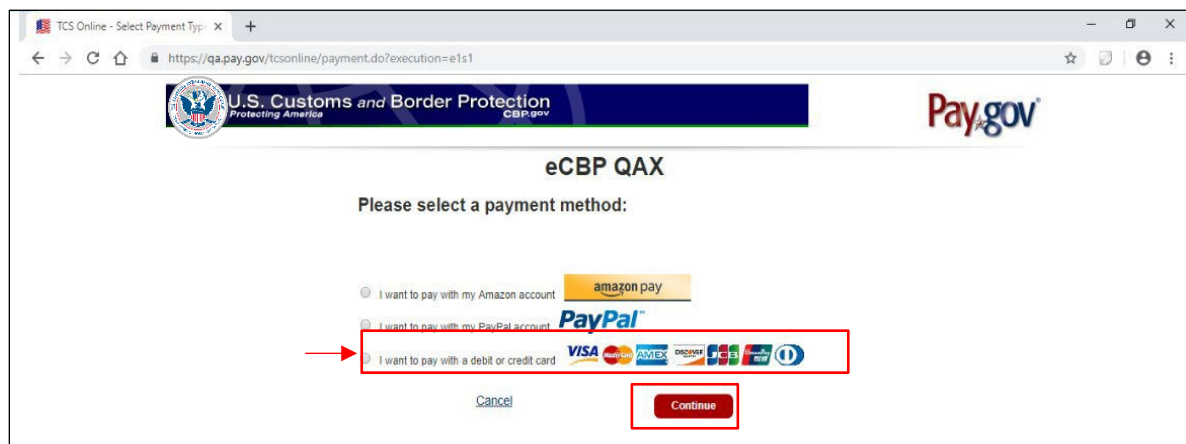 TCS Online - Select Payment Typ
https://qa.pay.gov/tcsonline/payment.do?execution=e1s1
U.S. Customs and Border Protection
Protecting America CBP.gov
Pay.gov
eCBP QAX
Please select a payment method:
I want to pay with my Amazon account amazon pay
I want to pay with my PayPal account PayPal
I want to pay with a debit or credit card VISA MasterCard AMEX DISCOVER JCB UnionPay
Cancel Continue